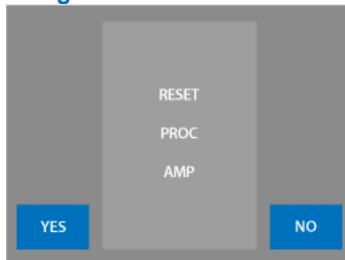 RESET
PROC
AMP
YES
NO